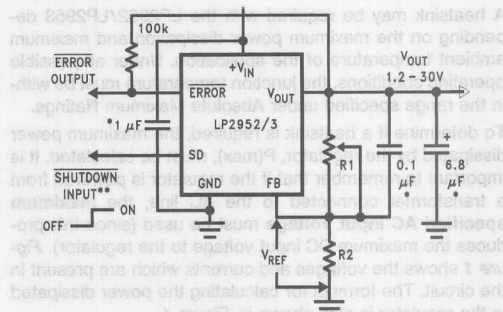 A heatsink may be required with the LP2952/LP2953 de-
pending on the maximum power dissipation and maximum
ambient temperature of the application. Under all possible
operating conditions, the junction temperature must be with-
in the range specified under Absolute Maximum Ratings.
To determine if a heatsink is required, the maximum power
dissipated by the regulator, P(max), must be calculated. It is
important to remember that if the regulator is powered from
a transformer connected to the AC line, the maximum
specified AC input voltage must be used (since this pro-
duces the maximum DC input voltage to the regulator). Fig-
ure 1 shows the voltages and currents which are present in
the circuit. The formula for calculating the power dissipated
100k
ERROR
OUTPUT
+VIN
ERROR
VOUT
VOUT
1.2-30V
*1 μF
LP2952/3
SD
R1
0.1
μF
+
6.8
μF
*
SHUTDOWN
INPUT**
GND
FB
OFF
ON
VREF
R2